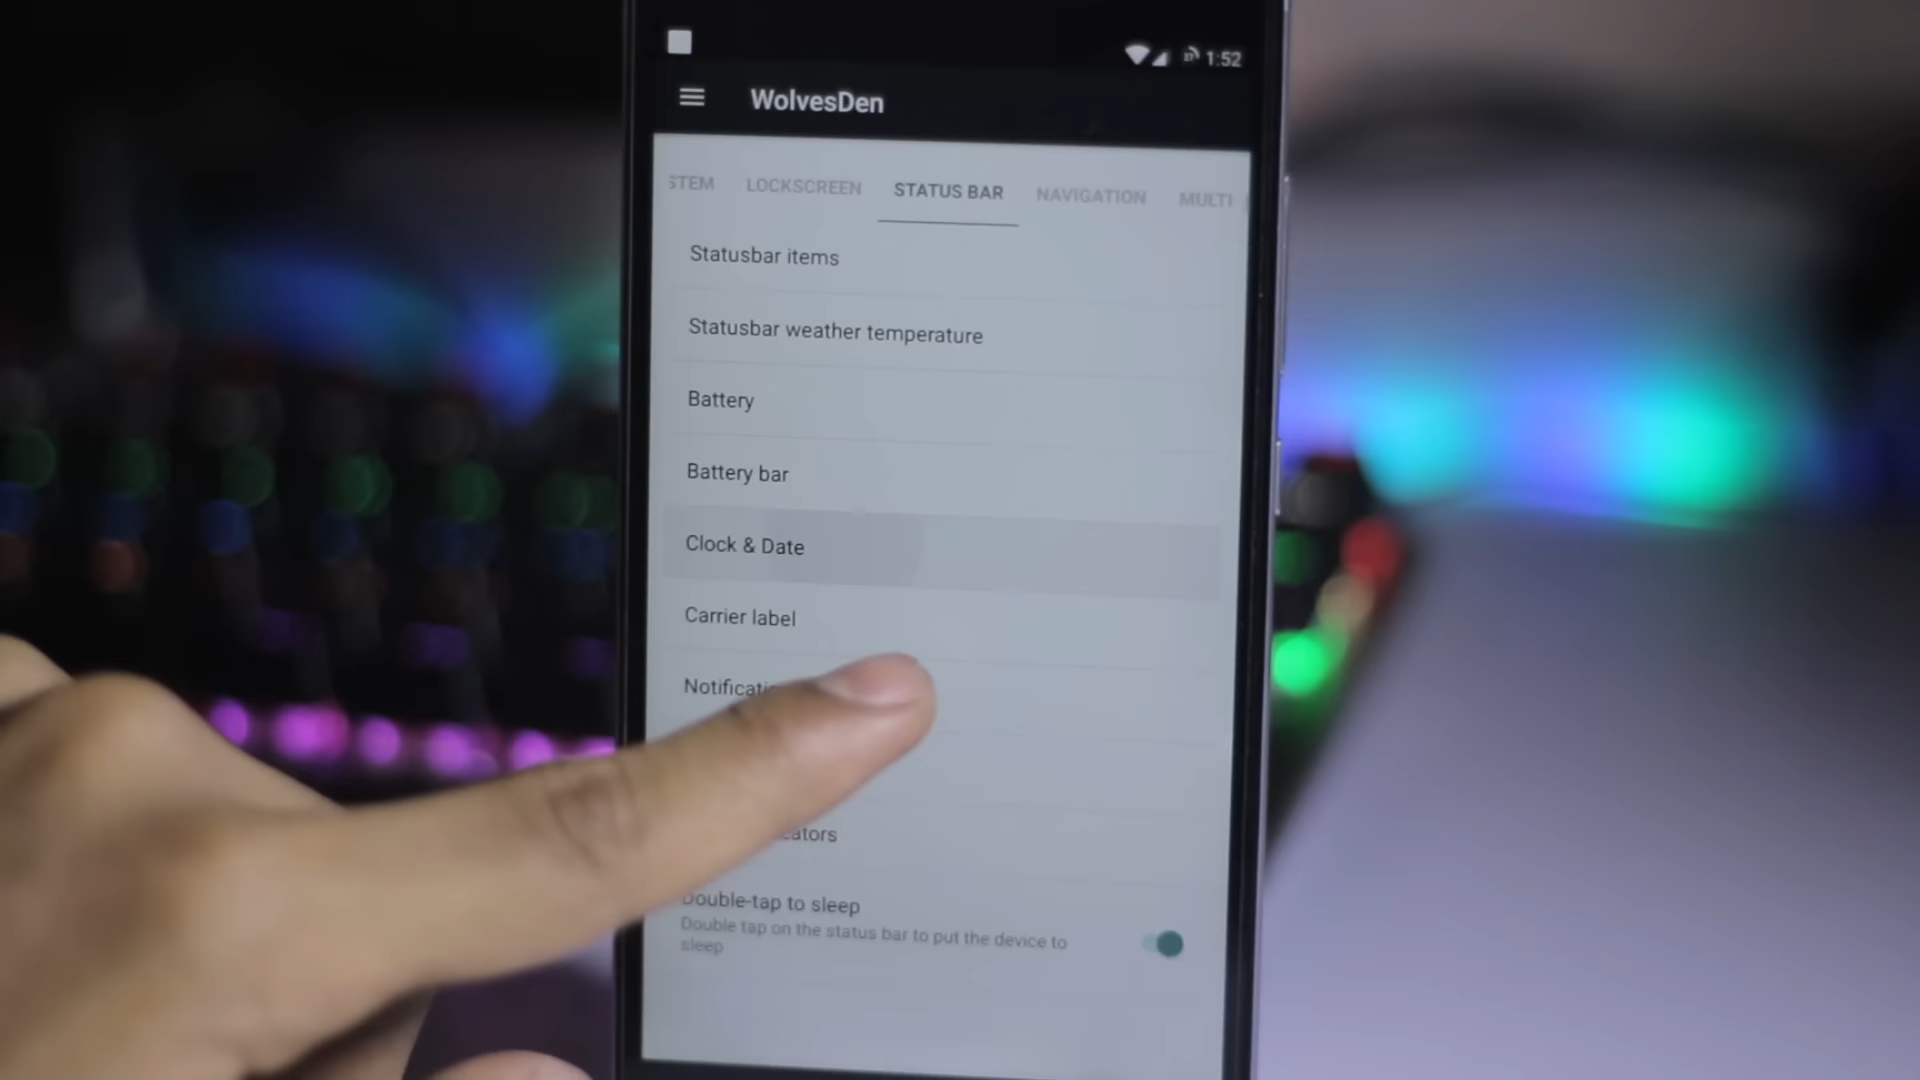 1:52
WolvesDen
STEM LOCKSCREEN STATUS BAR NAVIGATION MULTI
Statusbar items
Statusbar weather temperature
Battery
Battery bar
Clock & Date
Carrier label
Notificati
cators
Double-tap to sleep
Double tap on the status bar to put the device to
sleep